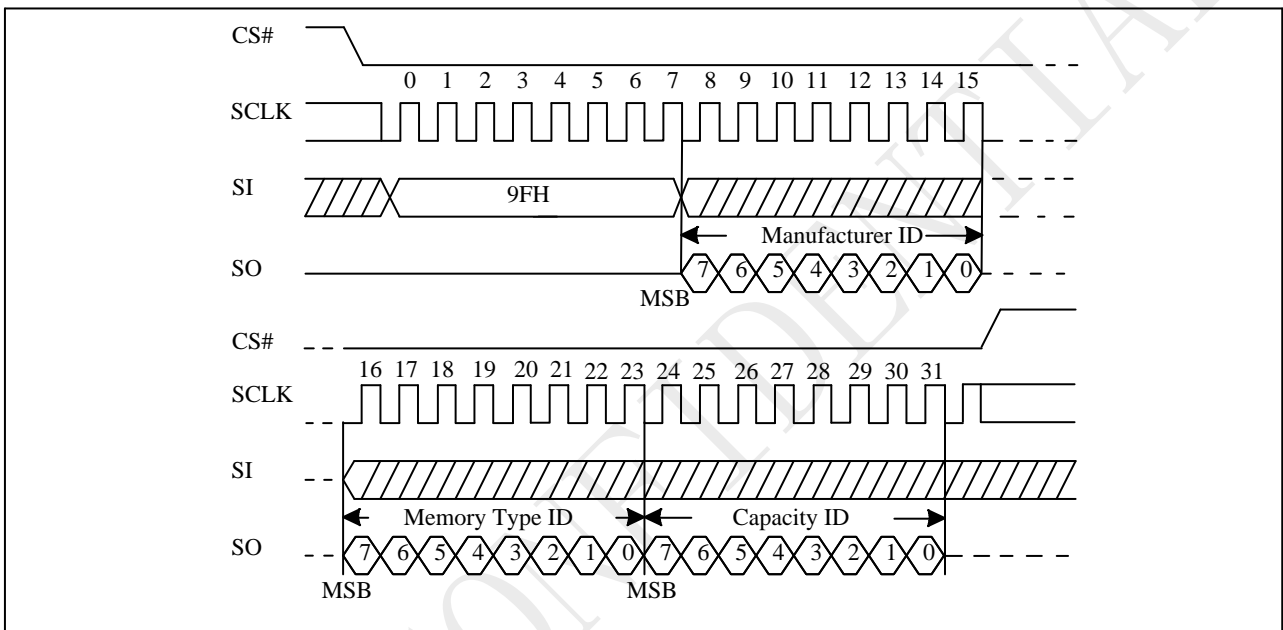 CS#
0 1 2 3 4 5 6 7 8 9 10 11 12 13 14 15
SCLK
SI
9FH
Manufacturer ID
SO
7 6 5 4 3 2 1 0
MSB
CS#
16 17 18 19 20 21 22 23 24 25 26 27 28 29 30 31
SCLK
SI
Memory Type ID Capacity ID
SO
7 6 5 4 3 2 1 0 7 6 5 4 3 2 1 0
MSB MSB
CONFIDENTIA